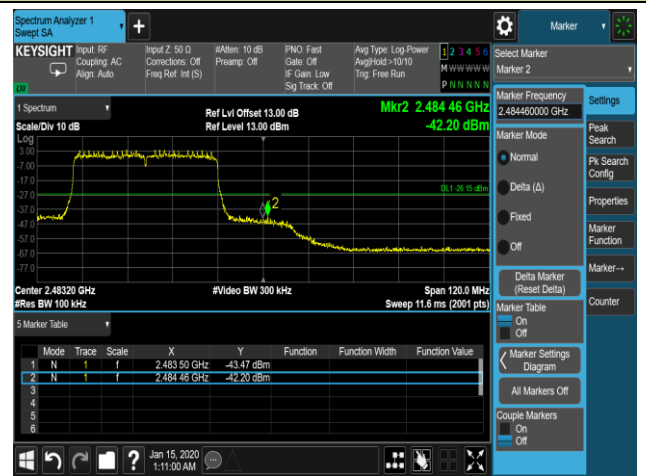 Spectrum Analyzer 1
Swept SA
+
Marker
KEYSIGHT
Input: RF
Coupling: AC
Align: Auto
Input Z: 50 Ω
Corrections: Off
Freq Ref: Int (S)
#Atten: 10 dB
Preamp: Off
PNO: Fast
Gate: Off
IF Gain: Low
Sig Track: Off
Avg Type: Log-Power
Avg|Hold:>10/10
Trig: Free Run
1 2 3 4 5 6
M W W W W W
P N N N N N
Select Marker
Marker 2
1 Spectrum
Scale/Div 10 dB
Ref Lvl Offset 13.00 dB
Ref Level 13.00 dBm
Mkr2 2.484 46 GHz
-42.20 dBm
Log
3.00
-7.00
-17.0
-27.0
-37.0
-47.0
-57.0
-67.0
-77.0
DL1 -26.15 dBm
2
Center 2.48320 GHz
#Res BW 100 kHz
#Video BW 300 kHz
Span 120.0 MHz
Sweep 11.6 ms (2001 pts)
5 Marker Table
Mode Trace Scale X Y Function Function Width Function Value
1 N 1 f 2.483 50 GHz -43.47 dBm
2 N 1 f 2.484 46 GHz -42.20 dBm
3
4
5
6
Marker Frequency
2.484460000 GHz
Marker Mode
Normal
Delta (Δ)
Fixed
Off
Delta Marker
(Reset Delta)
Marker Table
On
Off
Marker Settings
Diagram
All Markers Off
Couple Markers
On
Off
Settings
Peak
Search
Pk Search
Config
Properties
Marker
Function
Marker→
Counter
?
Jan 15, 2020
1:11:00 AM